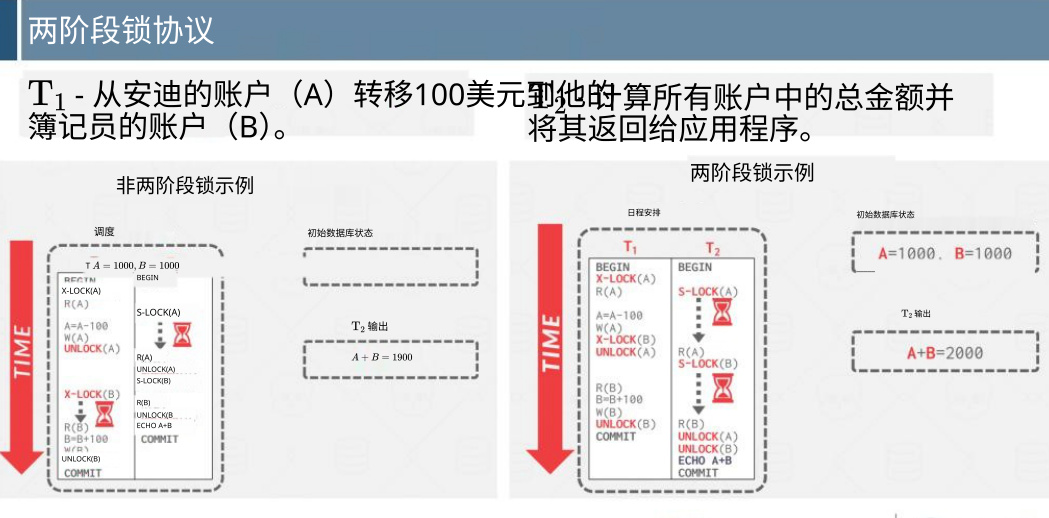 两阶段锁协议
T₁ - 从安迪的账户（A）转移100美元到他的
簿记员的账户（B）。
计算所有账户中的总金额并
将其返回给应用程序。
非两阶段锁示例
调度
A = 1000, B = 1000
BEGIN
BEGIN
X-LOCK(A)
R(A)
S-LOCK(A)
A=A-100
W(A)
UNLOCK(A)
R(A)
UNLOCK(A)
S-LOCK(B)
X-LOCK(B)
R(B)
UNLOCK(B
ECHO A+B
R(B)
B=B+100
COMMIT
W(B)
UNLOCK(B)
COMMIT
TIME
初始数据库状态
T₂ 输出
A + B = 1900
两阶段锁示例
日程安排
T₁ T₂
BEGIN BEGIN
X-LOCK(A)
R(A) S-LOCK(A)
A=A-100
W(A)
X-LOCK(B)
UNLOCK(A) R(A)
S-LOCK(B)
R(B)
B=B+100
W(B)
UNLOCK(B) R(B)
COMMIT UNLOCK(A)
UNLOCK(B)
ECHO A+B
COMMIT
TIME
初始数据库状态
A=1000, B=1000
T₂ 输出
A+B=2000